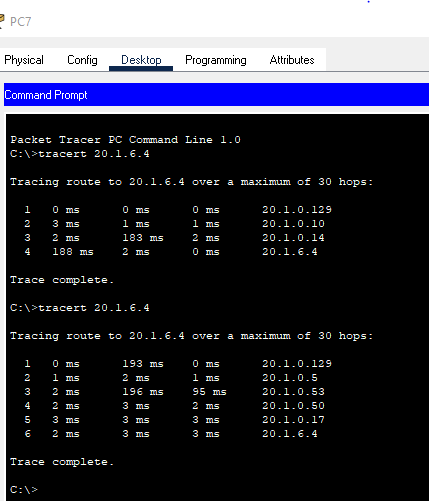 PC7
Physical Config Desktop Programming Attributes
Command Prompt
Packet Tracer PC Command Line 1.0
C:\>tracert 20.1.6.4
Tracing route to 20.1.6.4 over a maximum of 30 hops:
1 0 ms 0 ms 0 ms 20.1.0.129
2 3 ms 1 ms 1 ms 20.1.0.10
3 2 ms 183 ms 2 ms 20.1.0.14
4 188 ms 2 ms 0 ms 20.1.6.4
Trace complete.
C:\>tracert 20.1.6.4
Tracing route to 20.1.6.4 over a maximum of 30 hops:
1 0 ms 193 ms 0 ms 20.1.0.129
2 1 ms 2 ms 1 ms 20.1.0.5
3 2 ms 196 ms 95 ms 20.1.0.53
4 2 ms 3 ms 2 ms 20.1.0.50
5 3 ms 3 ms 3 ms 20.1.0.17
6 2 ms 3 ms 3 ms 20.1.6.4
Trace complete.
C:\>